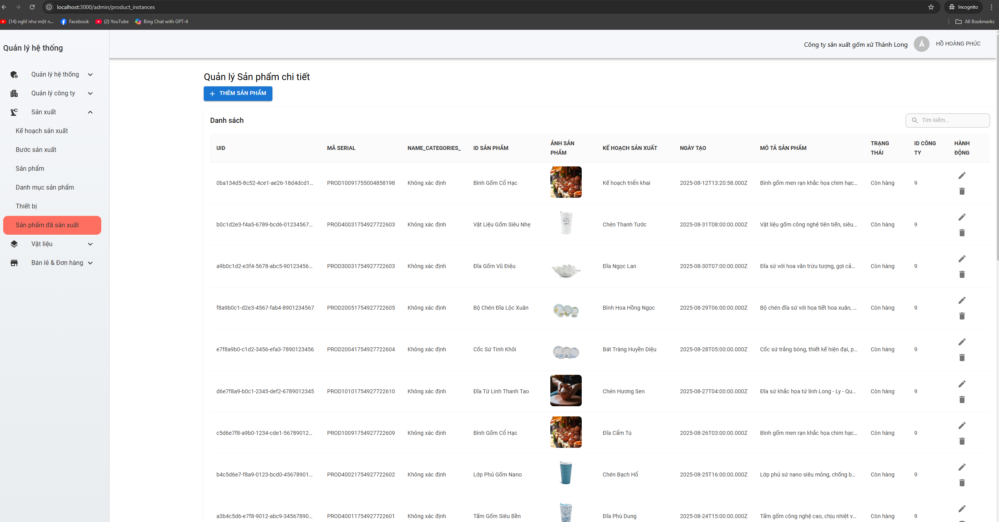 localhost:3000/admin/product_instances
Incognito
(14) nghĩ như một n...
Facebook
(2) YouTube
Bing Chat with GPT-4
All Bookmarks
Quản lý hệ thống
Công ty sản xuất gốm xứ Thành Long
Á
HỒ HOÀNG PHÚC
Quản lý hệ thống
Quản lý công ty
Sản xuất
Kế hoạch sản xuất
Bước sản xuất
Sản phẩm
Danh mục sản phẩm
Thiết bị
Sản phẩm đã sản xuất
Vật liệu
Bán lẻ & Đơn hàng
Quản lý Sản phẩm chi tiết
+ THÊM SẢN PHẨM
Danh sách
Tìm kiếm...
UID MÃ SERIAL NAME_CATEGORIES_ ID SẢN PHẨM ẢNH SẢN PHẨM KẾ HOẠCH SẢN XUẤT NGÀY TẠO MÔ TẢ SẢN PHẨM TRẠNG THÁI ID CÔNG TY HÀNH ĐỘNG
0ba134d5-8c52-4ce1-ae26-18d4dcd1... PROD10091755004858198 Không xác định Bình Gốm Cổ Hạc Kế hoạch triển khai 2025-08-12T13:20:58.000Z Bình gốm men rạn khắc họa chim hạc... Còn hàng 9
b0c1d2e3-f4a5-6789-bcd6-01234567... PROD40031754927722603 Không xác định Vật Liệu Gốm Siêu Nhẹ Chén Thanh Tước 2025-08-31T08:00:00.000Z Vật liệu gốm công nghệ tiên tiến, siêu... Còn hàng 9
a9b0c1d2-e3f4-5678-abc5-90123456... PROD30031754927722603 Không xác định Đĩa Gốm Vũ Điệu Đĩa Ngọc Lan 2025-08-30T07:00:00.000Z Đĩa sứ với hoa văn trừu tượng, gợi cả... Còn hàng 9
f8a9b0c1-d2e3-4567-fab4-8901234567 PROD20051754927722605 Không xác định Bộ Chén Đĩa Lộc Xuân Bình Hoa Hồng Ngọc 2025-08-29T06:00:00.000Z Bộ chén đĩa sứ với họa tiết hoa xuân, ... Còn hàng 9
e7f8a9b0-c1d2-3456-efa3-7890123456 PROD20041754927722604 Không xác định Cốc Sứ Tinh Khôi Bát Tràng Huyền Diệu 2025-08-28T05:00:00.000Z Cốc sứ trắng bóng, thiết kế hiện đại, p... Còn hàng 9
d6e7f8a9-b0c1-2345-def2-6789012345 PROD10101754927722610 Không xác định Đĩa Tứ Linh Thanh Tao Chén Hương Sen 2025-08-27T04:00:00.000Z Đĩa sứ khắc họa tứ linh Long - Ly - Qu... Còn hàng 9
c5d6e7f8-a9b0-1234-cde1-56789012... PROD10091754927722609 Không xác định Bình Gốm Cổ Hạc Đĩa Cẩm Tú 2025-08-26T03:00:00.000Z Bình gốm men rạn khắc họa chim hạc... Còn hàng 9
b4c5d6e7-f8a9-0123-bcd0-45678901... PROD40021754927722602 Không xác định Lớp Phủ Gốm Nano Chén Bạch Hổ 2025-08-25T16:00:00.000Z Lớp phủ sứ nano siêu mỏng, chống b... Còn hàng 9
a3b4c5d6-e7f8-9012-abc9-34567890... PROD40011754927722601 Không xác định Tấm Gốm Siêu Bền Đĩa Phù Dung 2025-08-24T15:00:00.000Z Tấm gốm công nghệ cao, chịu nhiệt v... Còn hàng 9